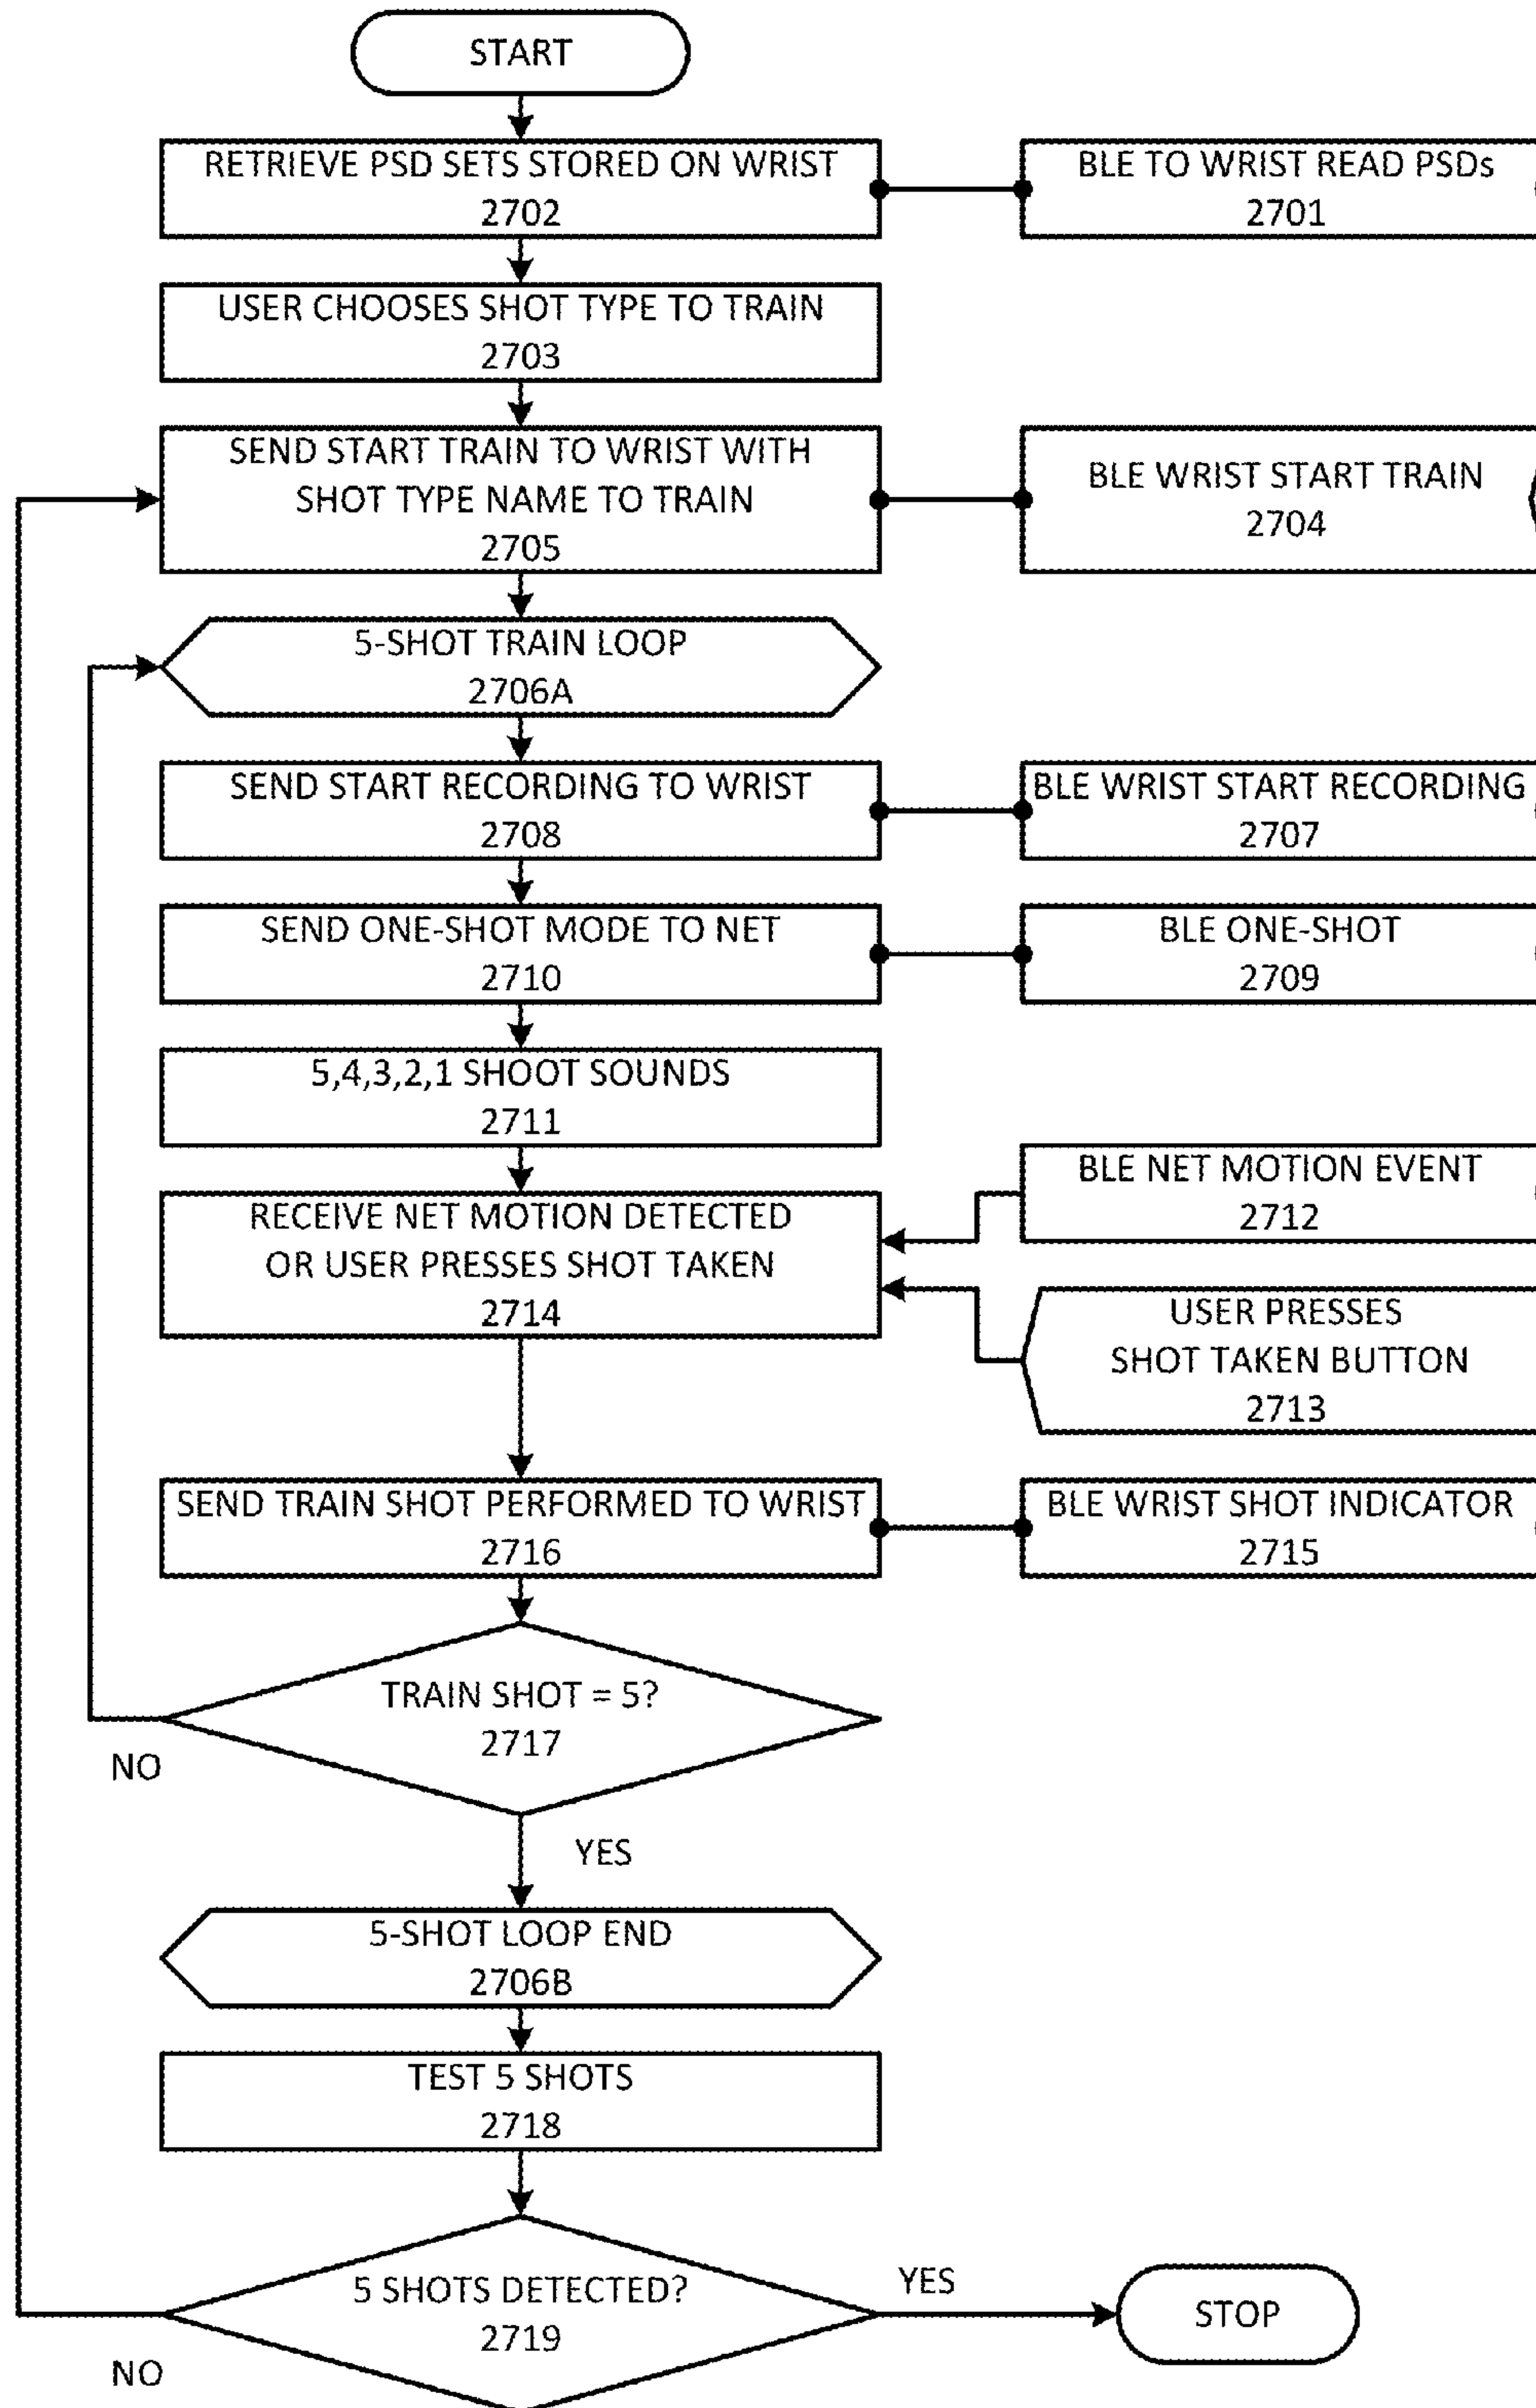 START
RETRIEVE PSD SETS STORED ON WRIST
2702
BLE TO WRIST READ PSDs
2701
USER CHOOSES SHOT TYPE TO TRAIN
2703
SEND START TRAIN TO WRIST WITH
SHOT TYPE NAME TO TRAIN
2705
BLE WRIST START TRAIN
2704
5-SHOT TRAIN LOOP
2706A
SEND START RECORDING TO WRIST
2708
BLE WRIST START RECORDING
2707
SEND ONE-SHOT MODE TO NET
2710
BLE ONE-SHOT
2709
5,4,3,2,1 SHOOT SOUNDS
2711
BLE NET MOTION EVENT
2712
RECEIVE NET MOTION DETECTED
OR USER PRESSES SHOT TAKEN
2714
USER PRESSES
SHOT TAKEN BUTTON
2713
SEND TRAIN SHOT PERFORMED TO WRIST
2716
BLE WRIST SHOT INDICATOR
2715
TRAIN SHOT = 5?
2717
NO
YES
5-SHOT LOOP END
2706B
TEST 5 SHOTS
2718
5 SHOTS DETECTED?
2719
YES
STOP
NO